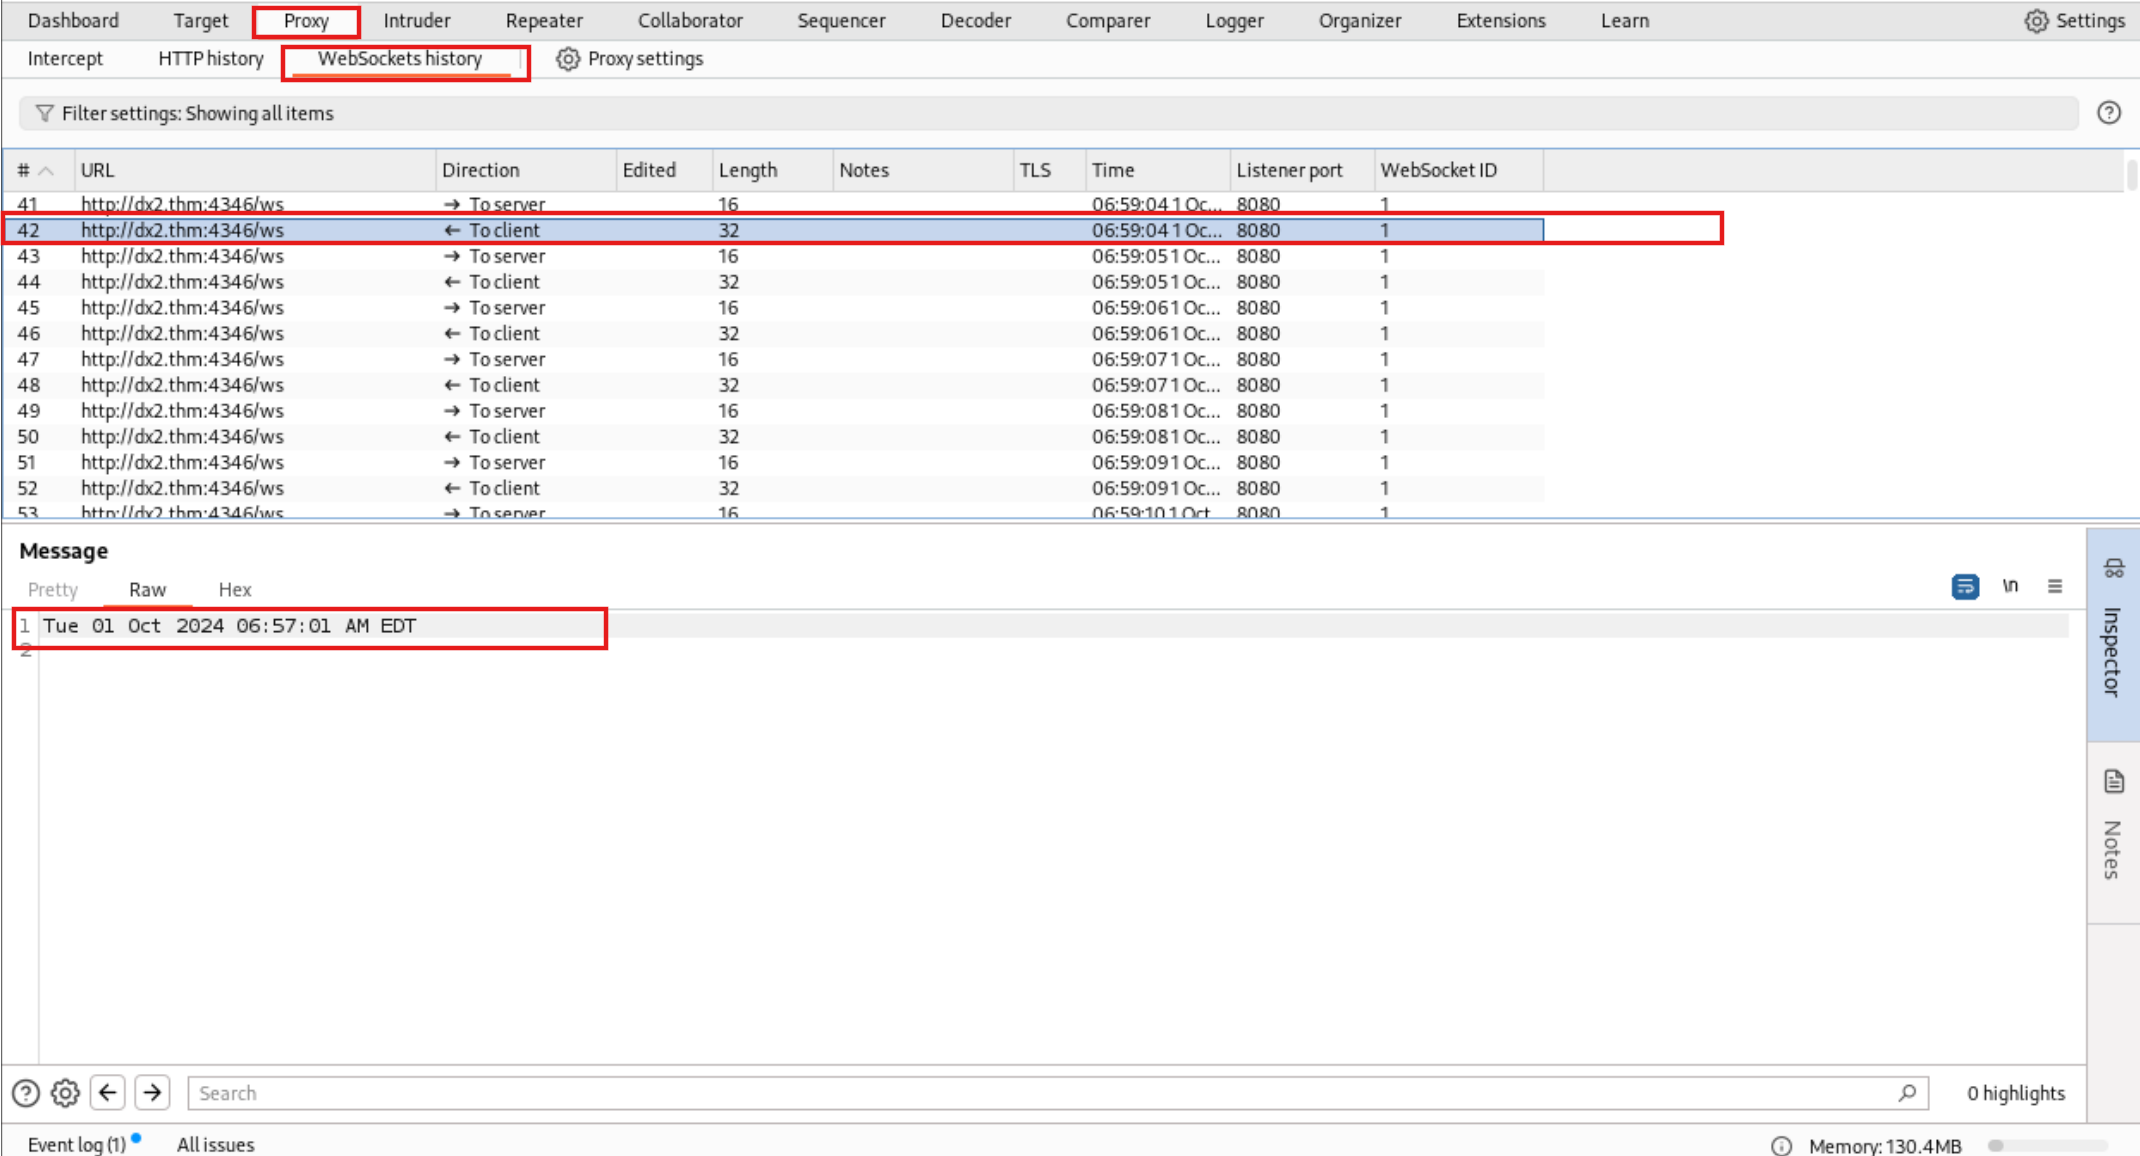 Dashboard Target Proxy Intruder Repeater Collaborator Sequencer Decoder Comparer Logger Organizer Extensions Learn Settings
Intercept HTTP history WebSockets history Proxy settings
Filter settings: Showing all items
# URL Direction Edited Length Notes TLS Time Listener port WebSocket ID
41 http://dx2.thm:4346/ws → To server 16 06:59:04 1 Oc... 8080 1
42 http://dx2.thm:4346/ws ← To client 32 06:59:04 1 Oc... 8080 1
43 http://dx2.thm:4346/ws → To server 16 06:59:05 1 Oc... 8080 1
44 http://dx2.thm:4346/ws ← To client 32 06:59:05 1 Oc... 8080 1
45 http://dx2.thm:4346/ws → To server 16 06:59:06 1 Oc... 8080 1
46 http://dx2.thm:4346/ws ← To client 32 06:59:06 1 Oc... 8080 1
47 http://dx2.thm:4346/ws → To server 16 06:59:07 1 Oc... 8080 1
48 http://dx2.thm:4346/ws ← To client 32 06:59:07 1 Oc... 8080 1
49 http://dx2.thm:4346/ws → To server 16 06:59:08 1 Oc... 8080 1
50 http://dx2.thm:4346/ws ← To client 32 06:59:08 1 Oc... 8080 1
51 http://dx2.thm:4346/ws → To server 16 06:59:09 1 Oc... 8080 1
52 http://dx2.thm:4346/ws ← To client 32 06:59:09 1 Oc... 8080 1
53 http://dx2.thm:4346/ws → To server 16 06:59:10 1 Oct 8080 1
Message
Pretty Raw Hex \n
1 Tue 01 Oct 2024 06:57:01 AM EDT
2
Inspector
Notes
Search 0 highlights
Event log (1) All issues Memory: 130.4MB